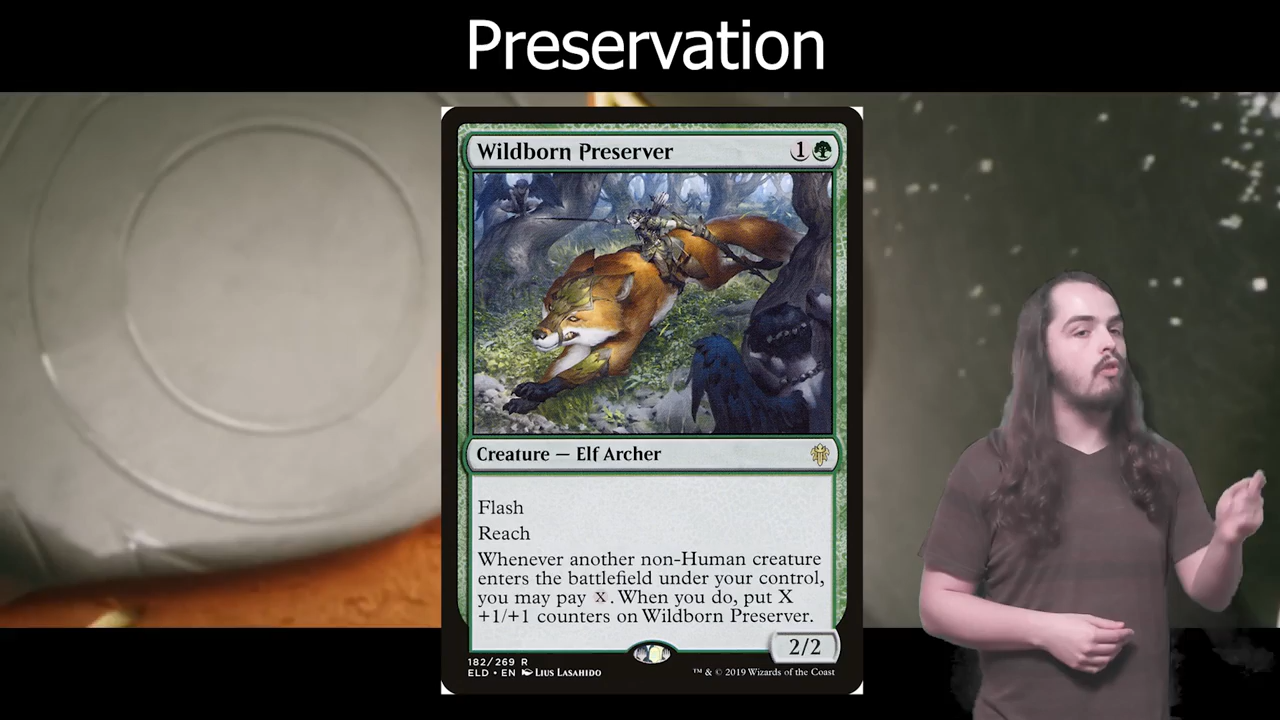 Preservation
Wildborn Preserver 1
Creature — Elf Archer
Flash
Reach
Whenever another non-Human creature
enters the battlefield under your control,
you may pay X. When you do, put X
+1/+1 counters on Wildborn Preserver.
2/2
182/269 R
ELD • EN Lius Lasahido ™ & © 2019 Wizards of the Coast